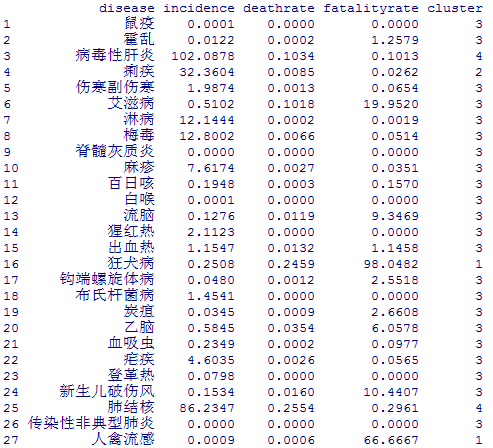 disease incidence deathrate fatalityrate cluster
1 鼠疫 0.0001 0.0000 0.0000 3
2 霍乱 0.0122 0.0002 1.2579 3
3 病毒性肝炎 102.0878 0.1034 0.1013 4
4 痢疾 32.3604 0.0085 0.0262 2
5 伤寒副伤寒 1.9874 0.0013 0.0654 3
6 艾滋病 0.5102 0.1018 19.9520 3
7 淋病 12.1444 0.0002 0.0019 3
8 梅毒 12.8002 0.0066 0.0514 3
9 脊髓灰质炎 0.0000 0.0000 0.0000 3
10 麻疹 7.6174 0.0027 0.0351 3
11 百日咳 0.1948 0.0003 0.1570 3
12 白喉 0.0001 0.0000 0.0000 3
13 流脑 0.1276 0.0119 9.3469 3
14 猩红热 2.1123 0.0000 0.0000 3
15 出血热 1.1547 0.0132 1.1458 3
16 狂犬病 0.2508 0.2459 98.0482 1
17 钩端螺旋体病 0.0480 0.0012 2.5518 3
18 布氏杆菌病 1.4541 0.0000 0.0000 3
19 炭疽 0.0345 0.0009 2.6608 3
20 乙脑 0.5845 0.0354 6.0578 3
21 血吸虫 0.2349 0.0002 0.0977 3
22 疟疾 4.6035 0.0026 0.0565 3
23 登革热 0.0798 0.0000 0.0000 3
24 新生儿破伤风 0.1534 0.0160 10.4407 3
25 肺结核 86.2347 0.2554 0.2961 4
26 传染性非典型肺炎 0.0000 0.0000 0.0000 3
27 人禽流感 0.0009 0.0006 66.6667 1